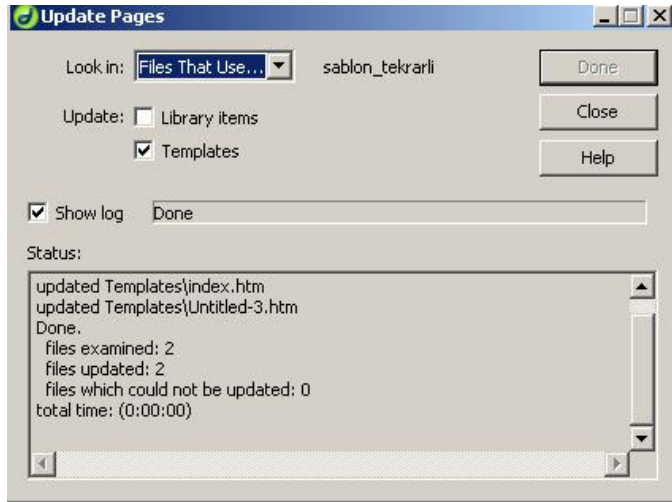 Update Pages
Look in: Files That Use... sablon_tekrarli Done
Update: Library items Close
Templates Help
Show log Done
Status:
updated Templates\index.htm
updated Templates\Untitled-3.htm
Done.
files examined: 2
files updated: 2
files which could not be updated: 0
total time: (0:00:00)